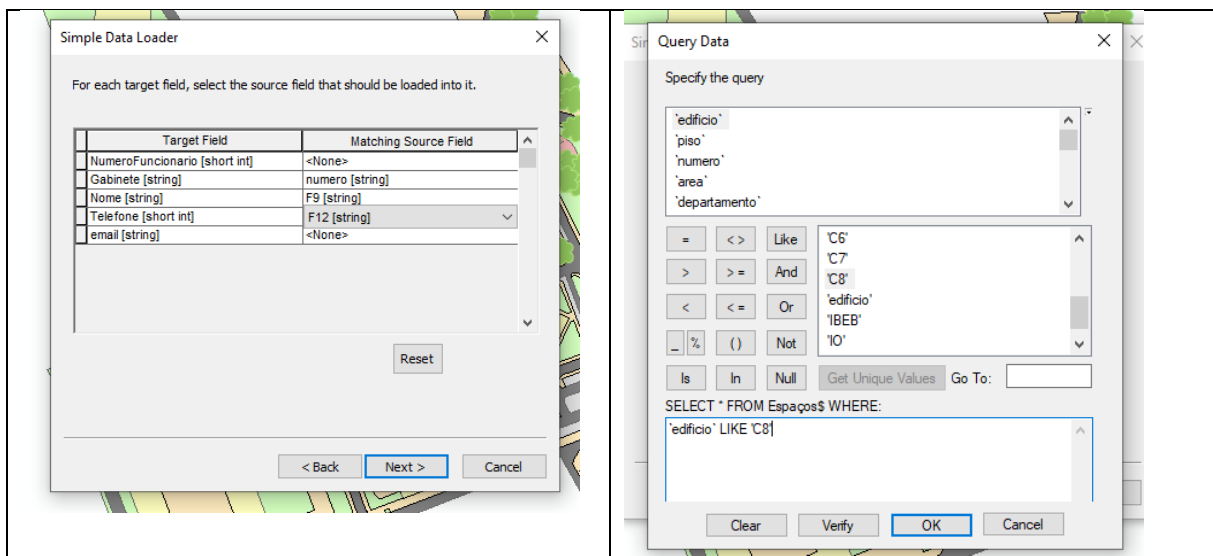 Simple Data Loader
For each target field, select the source field that should be loaded into it.
Target Field Matching Source Field
NumeroFuncionario [short int] <None>
Gabinete [string] numero [string]
Nome [string] F9 [string]
Telefone [short int] F12 [string]
email [string] <None>
Reset
< Back Next > Cancel
Sir
Query Data
Specify the query
`edificio`
`piso`
`numero`
`area`
`departamento`
= < > Like
> > = And
< < = Or
_ % ( ) Not
Is In Null
'C6'
'C7'
'C8'
'edificio'
'IBEB'
'IO'
Get Unique Values Go To:
SELECT * FROM Espaços$ WHERE:
`edificio` LIKE 'C8'
Clear Verify OK Cancel